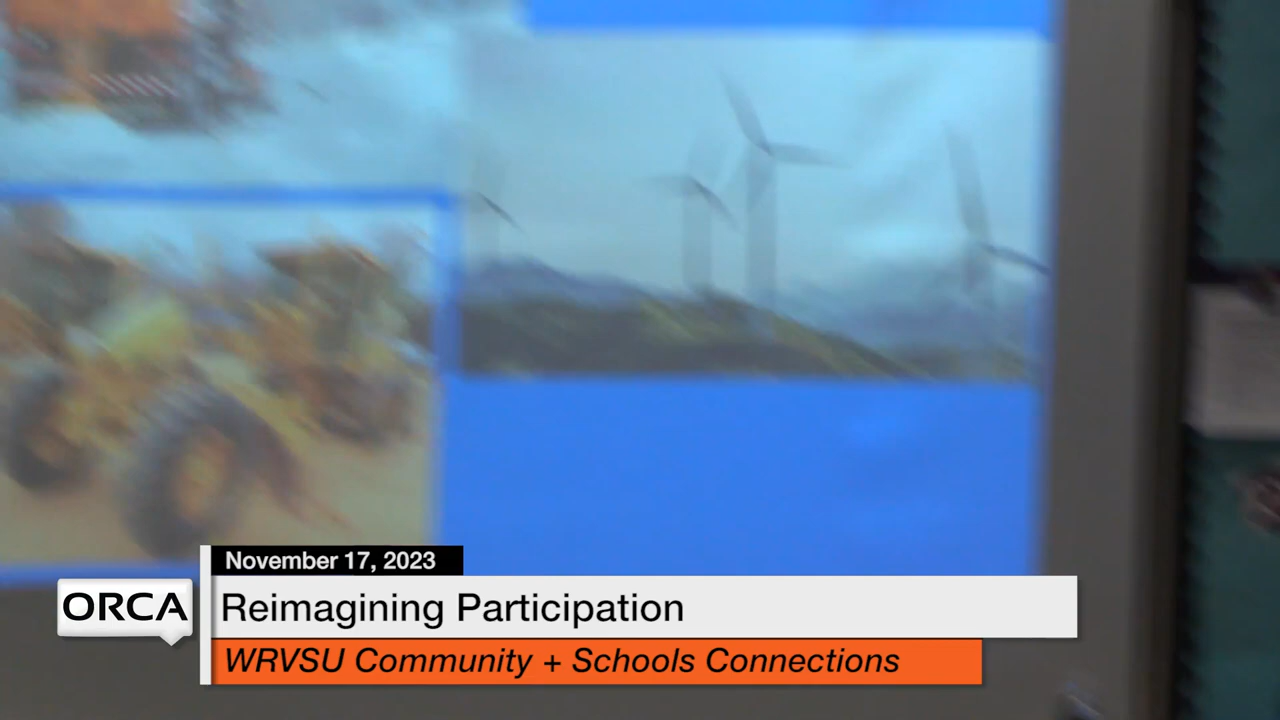 November 17, 2023
ORCA
Reimagining Participation
WRVSU Community + Schools Connections